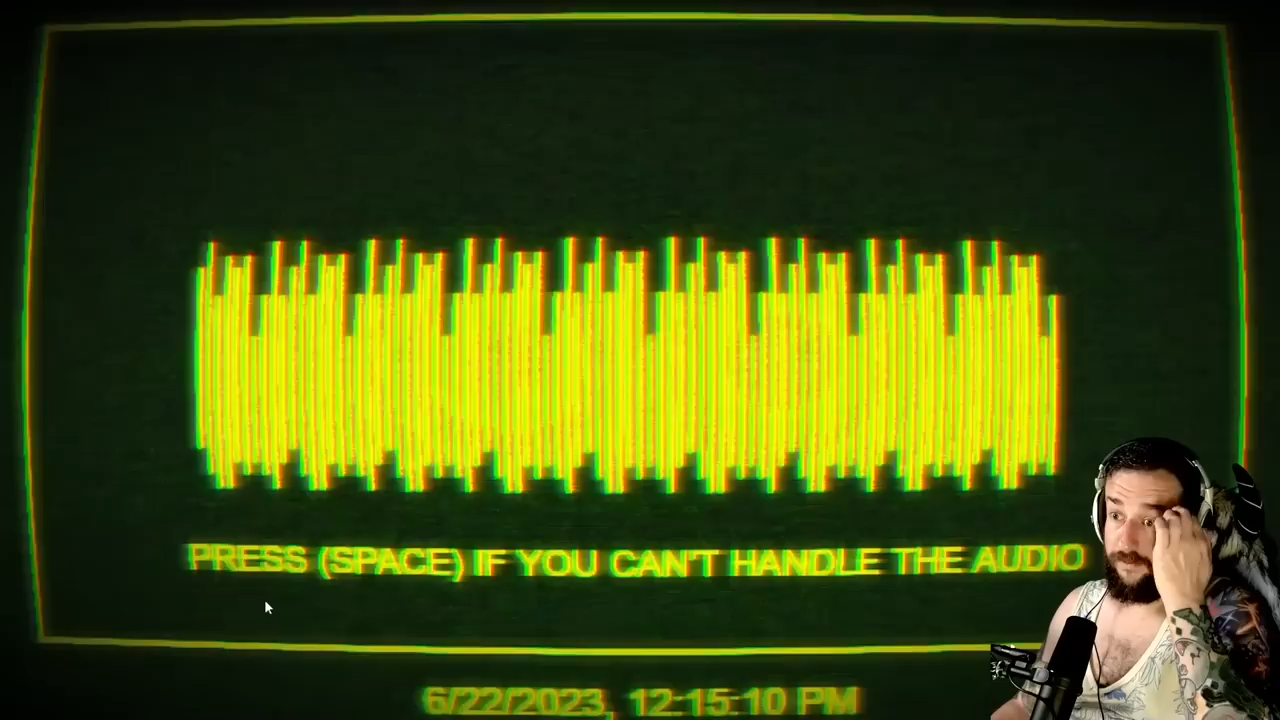 PRESS (SPACE) IF YOU CAN'T HANDLE THE AUDIO
6/22/2023, 12:15:10 PM